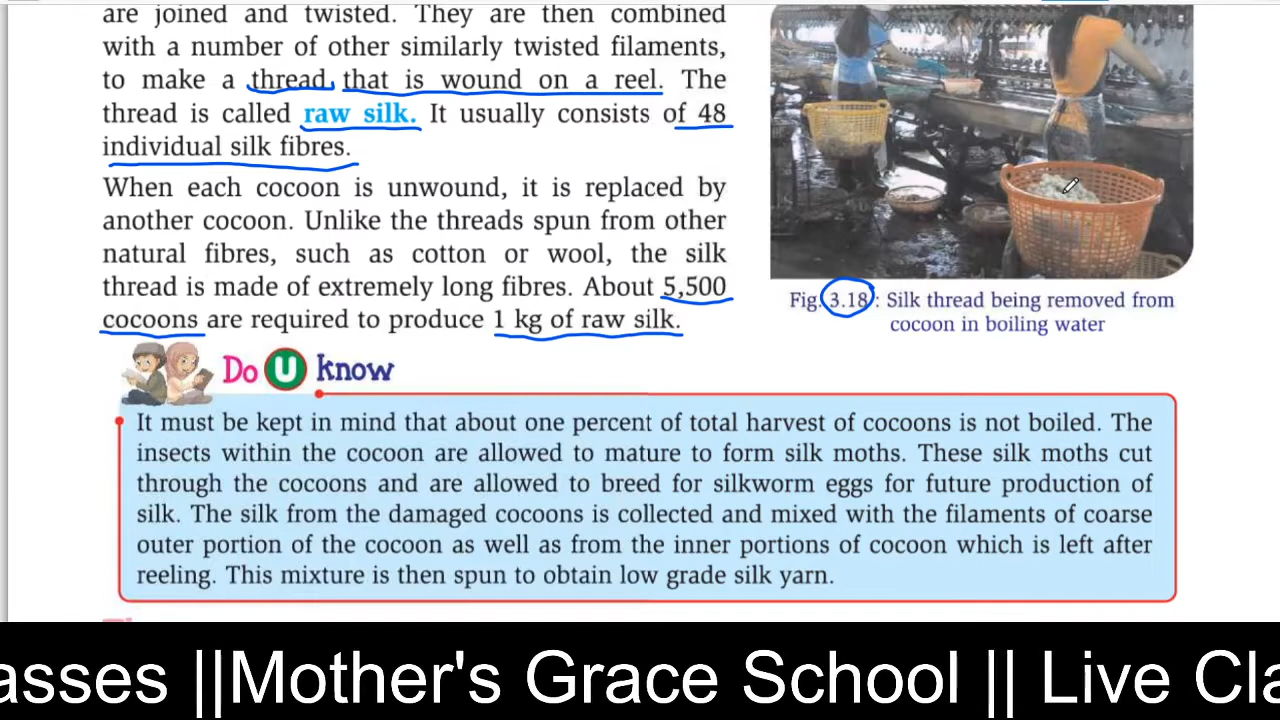 are joined and twisted. They are then combined
with a number of other similarly twisted filaments,
to make a thread that is wound on a reel. The
thread is called raw silk. It usually consists of 48
individual silk fibres.
When each cocoon is unwound, it is replaced by
another cocoon. Unlike the threads spun from other
natural fibres, such as cotton or wool, the silk
thread is made of extremely long fibres. About 5,500
cocoons are required to produce 1 kg of raw silk.
Fig. 3.18 : Silk thread being removed from
cocoon in boiling water
Do U know
It must be kept in mind that about one percent of total harvest of cocoons is not boiled. The
insects within the cocoon are allowed to mature to form silk moths. These silk moths cut
through the cocoons and are allowed to breed for silkworm eggs for future production of
silk. The silk from the damaged cocoons is collected and mixed with the filaments of coarse
outer portion of the cocoon as well as from the inner portions of cocoon which is left after
reeling. This mixture is then spun to obtain low grade silk yarn.
asses ||Mother's Grace School || Live Cla